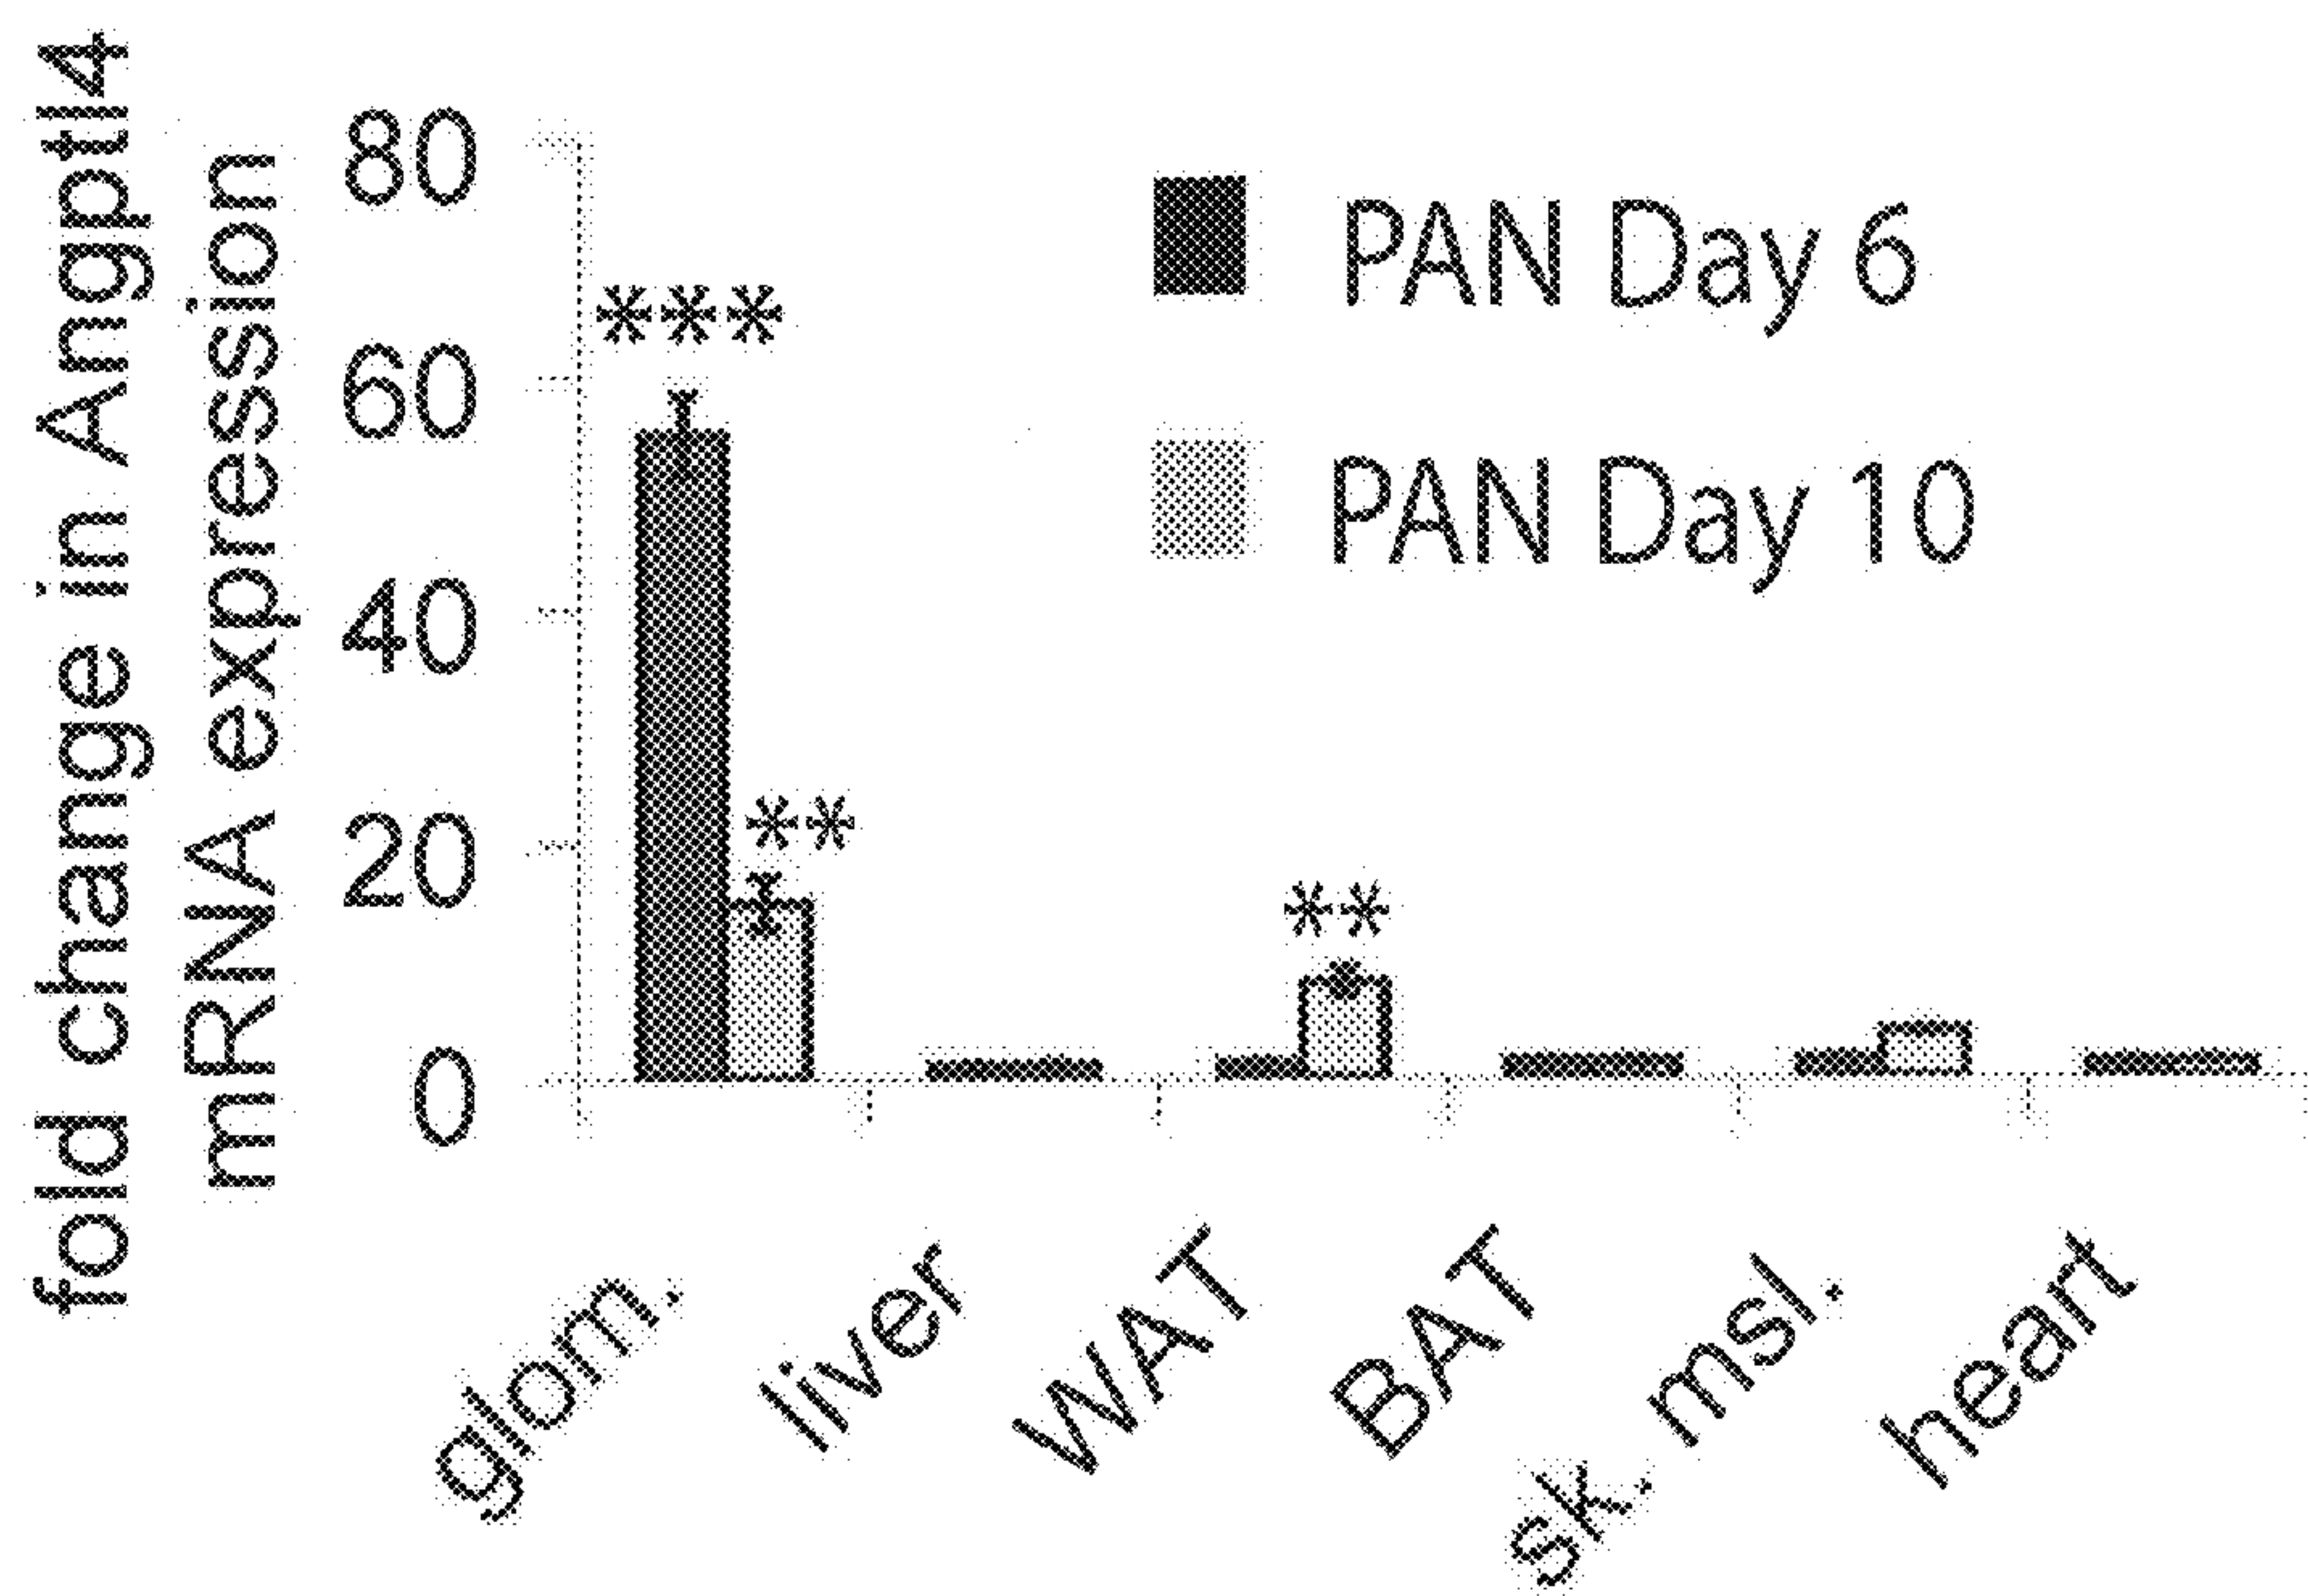 fold change in Angptl4
mRNA expression
80
60
40
20
0
***
**
**
PAN Day 6
PAN Day 10
glom.
liver
WAT
BAT
sk. msl.
heart